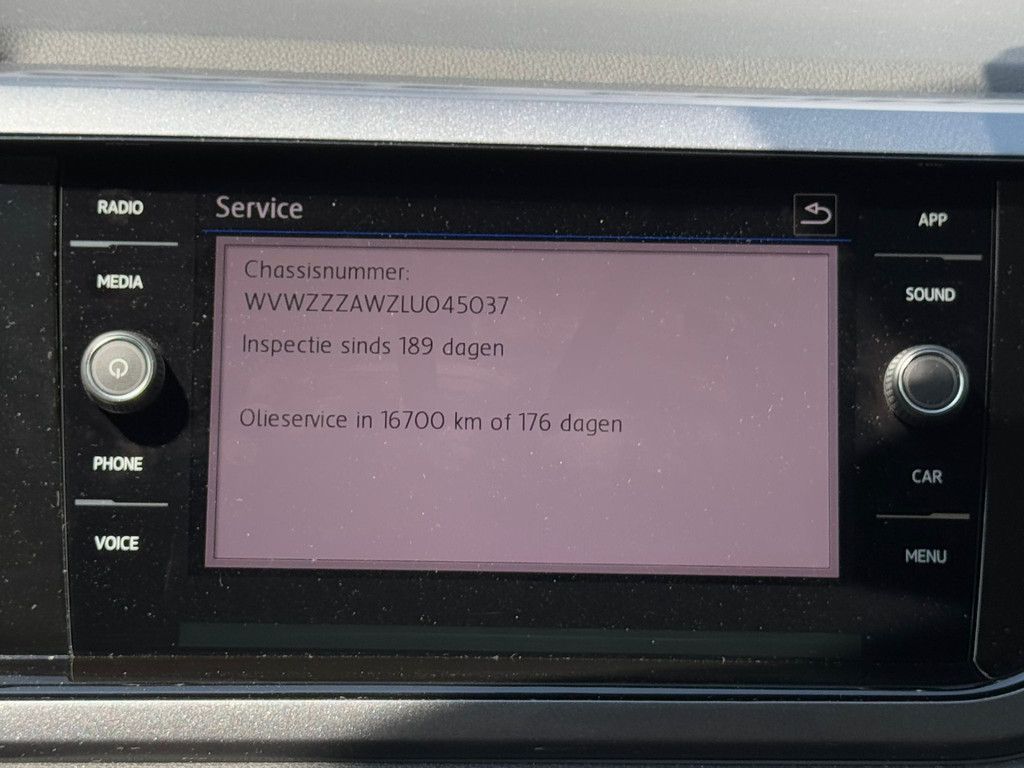 RADIO
MEDIA
PHONE
VOICE
Service
Chassisnummer:
WVWZZZAWZLU045037
Inspectie sinds 189 dagen
Olieservice in 16700 km of 176 dagen
APP
SOUND
CAR
MENU